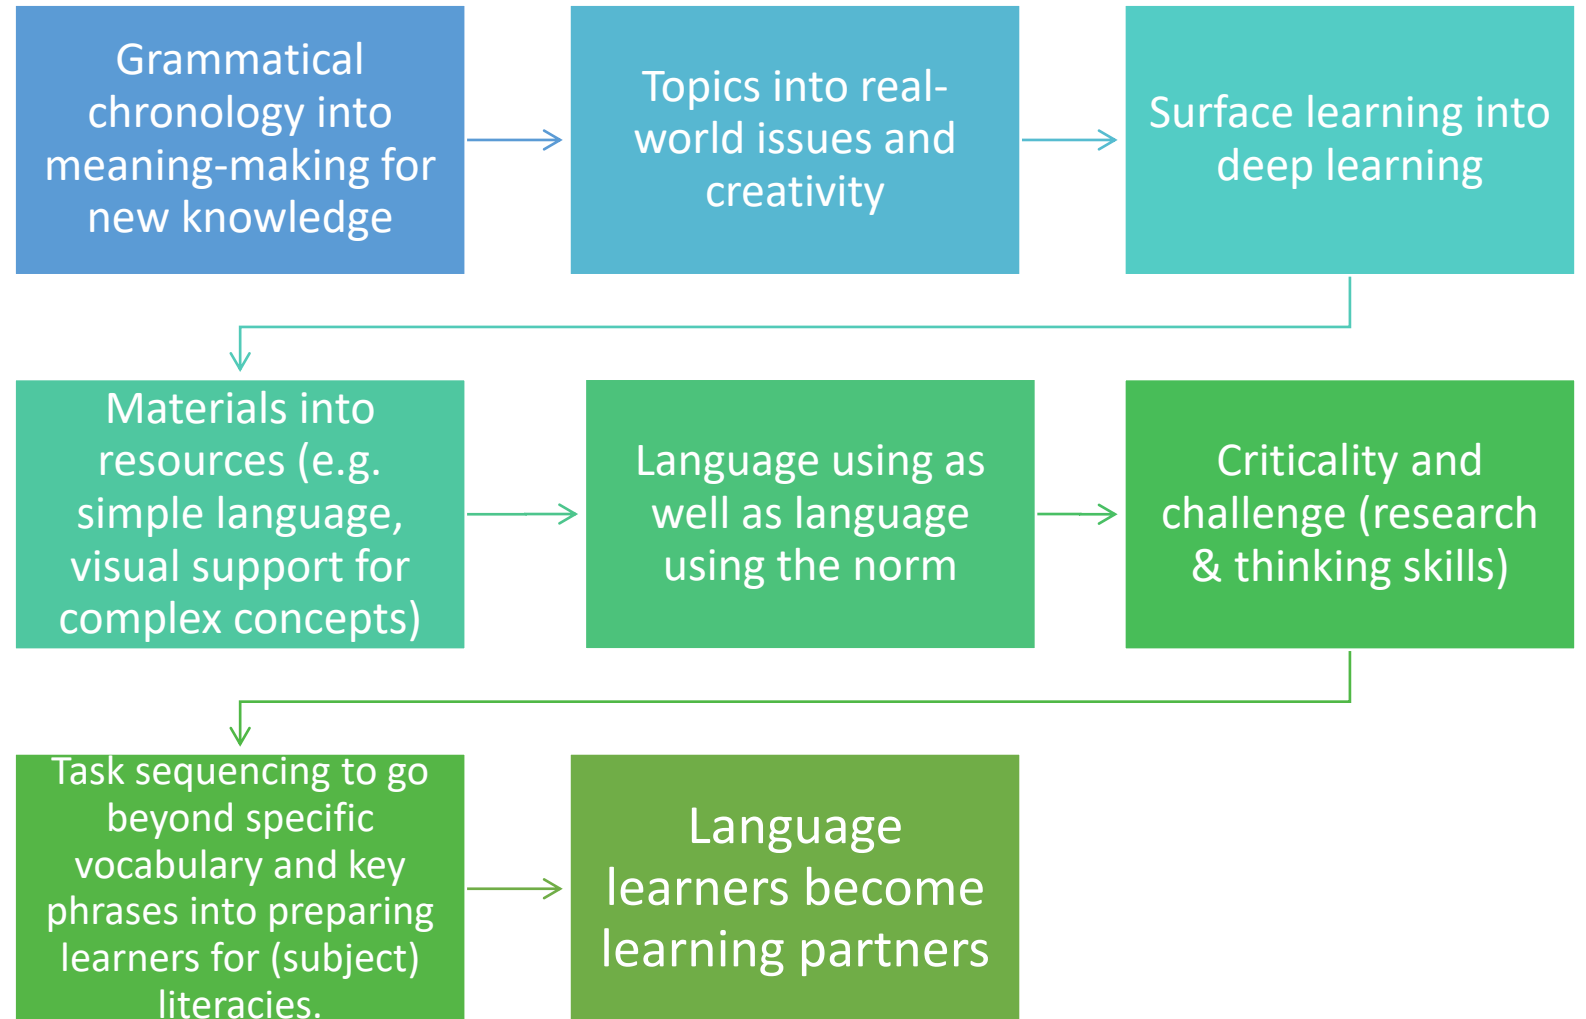 Grammatical
chronology into
meaning-making for
new knowledge
Topics into real-
world issues and
creativity
Surface learning into
deep learning
Materials into
resources (e.g.
simple language,
visual support for
complex concepts)
Language using as
well as language
using the norm
Criticality and
challenge (research
& thinking skills)
Task sequencing to go
beyond specific
vocabulary and key
phrases into preparing
learners for (subject)
literacies.
Language
learners become
learning partners